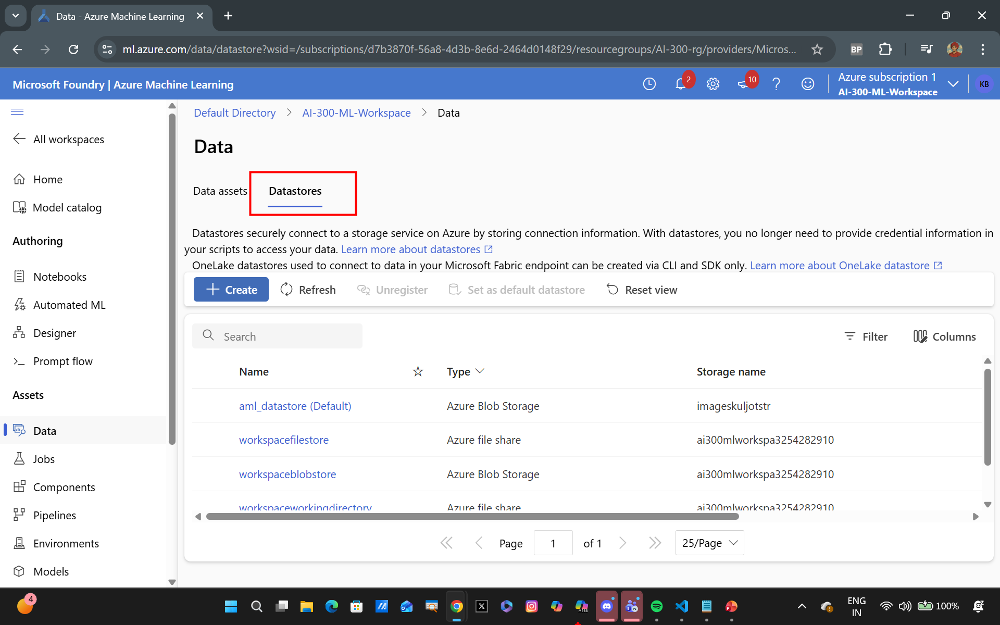 Data - Azure Machine Learning
ml.azure.com/data/datastore?wsid=/subscriptions/d7b3870f-56a8-4d3b-8e6d-2464d0148f29/resourcegroups/AI-300-rg/providers/Micros...
BP
Microsoft Foundry | Azure Machine Learning
2
10
Azure subscription 1
AI-300-ML-Workspace
KB
All workspaces
Home
Model catalog
Authoring
Notebooks
Automated ML
Designer
Prompt flow
Assets
Data
Jobs
Components
Pipelines
Environments
Models
Default Directory > AI-300-ML-Workspace > Data
Data
Data assets
Datastores
Datastores securely connect to a storage service on Azure by storing connection information. With datastores, you no longer need to provide credential information in
your scripts to access your data. Learn more about datastores
OneLake datastores used to connect to data in your Microsoft Fabric endpoint can be created via CLI and SDK only. Learn more about OneLake datastore
Create
Refresh
Unregister
Set as default datastore
Reset view
Search
Filter
Columns
Name Type Storage name
aml_datastore (Default) Azure Blob Storage imageskuljotstr
workspacefilestore Azure file share ai300mlworkspa3254282910
workspaceblobstore Azure Blob Storage ai300mlworkspa3254282910
workspaceworkingdirectory Azure file share ai300mlworkspa3254282910
Page 1 of 1 25/Page
4
M365
ENG
IN
100%